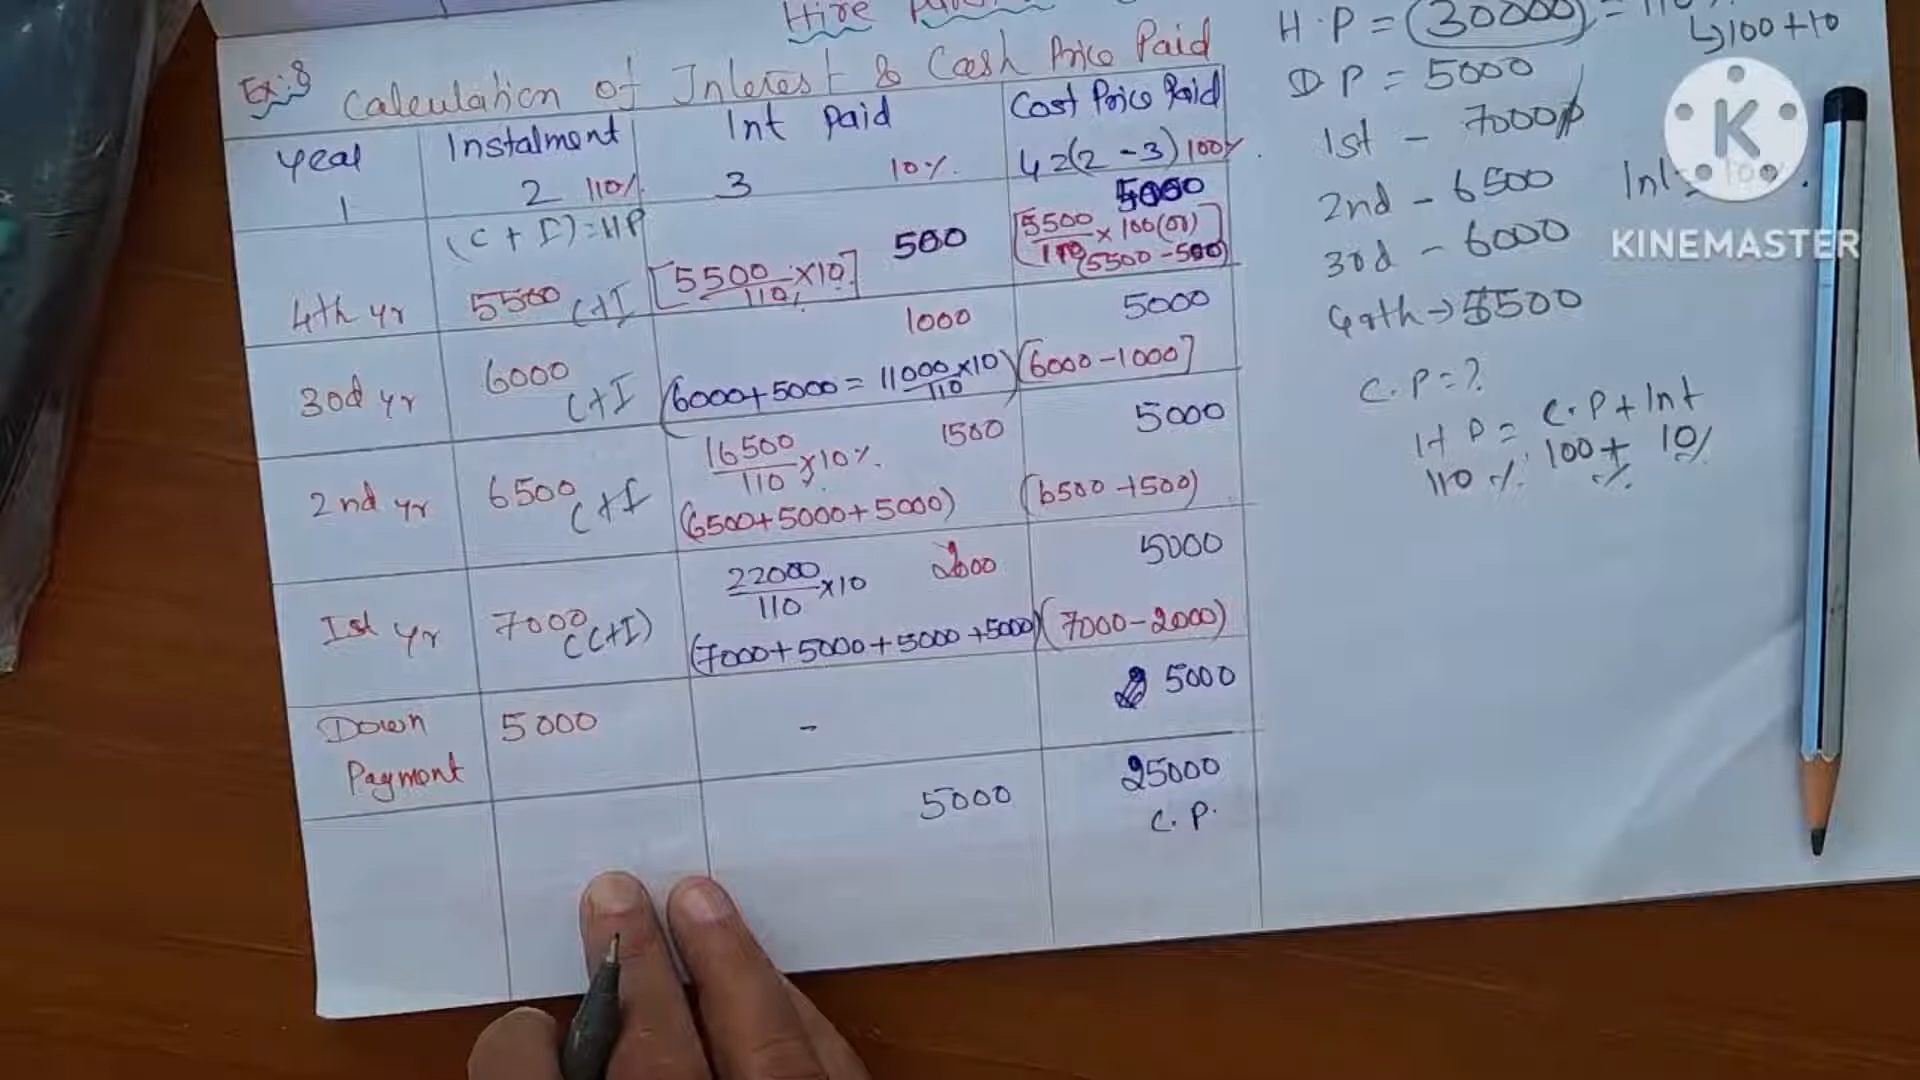 Hire
Ex:8 Calculation of Interest & Cash Price Paid
Year Instalment Int Paid Cost Price Paid
1 2 110% 3 10% 4=(2-3) 100%
(C+I)=HP 5000
4th yr 5500 C+I [5500/110% ×10] 500 [5500/110 × 100 (or) (5500-500)]
3rd yr 6000 C+I 1000 5000
(6000+5000 = 11000/110 ×10) [6000-1000]
2nd yr 6500 C+I 16500/110 ×10% 1500 5000
(6500+5000+5000) (6500-1500)
Ist yr 7000 (C+I) 22000/110 ×10 2000 5000
(7000+5000+5000+5000) (7000-2000)
Down Payment 5000 - 5000
5000 25000
C.P.
H.P = 30000 = 110%
↳100+10
D P = 5000
1st - 7000
2nd - 6500 Int= 10%.
3rd - 6000
4th → 5500
C.P=?
H P = C.P + Int
110% 100% + 10%
K
KINEMASTER